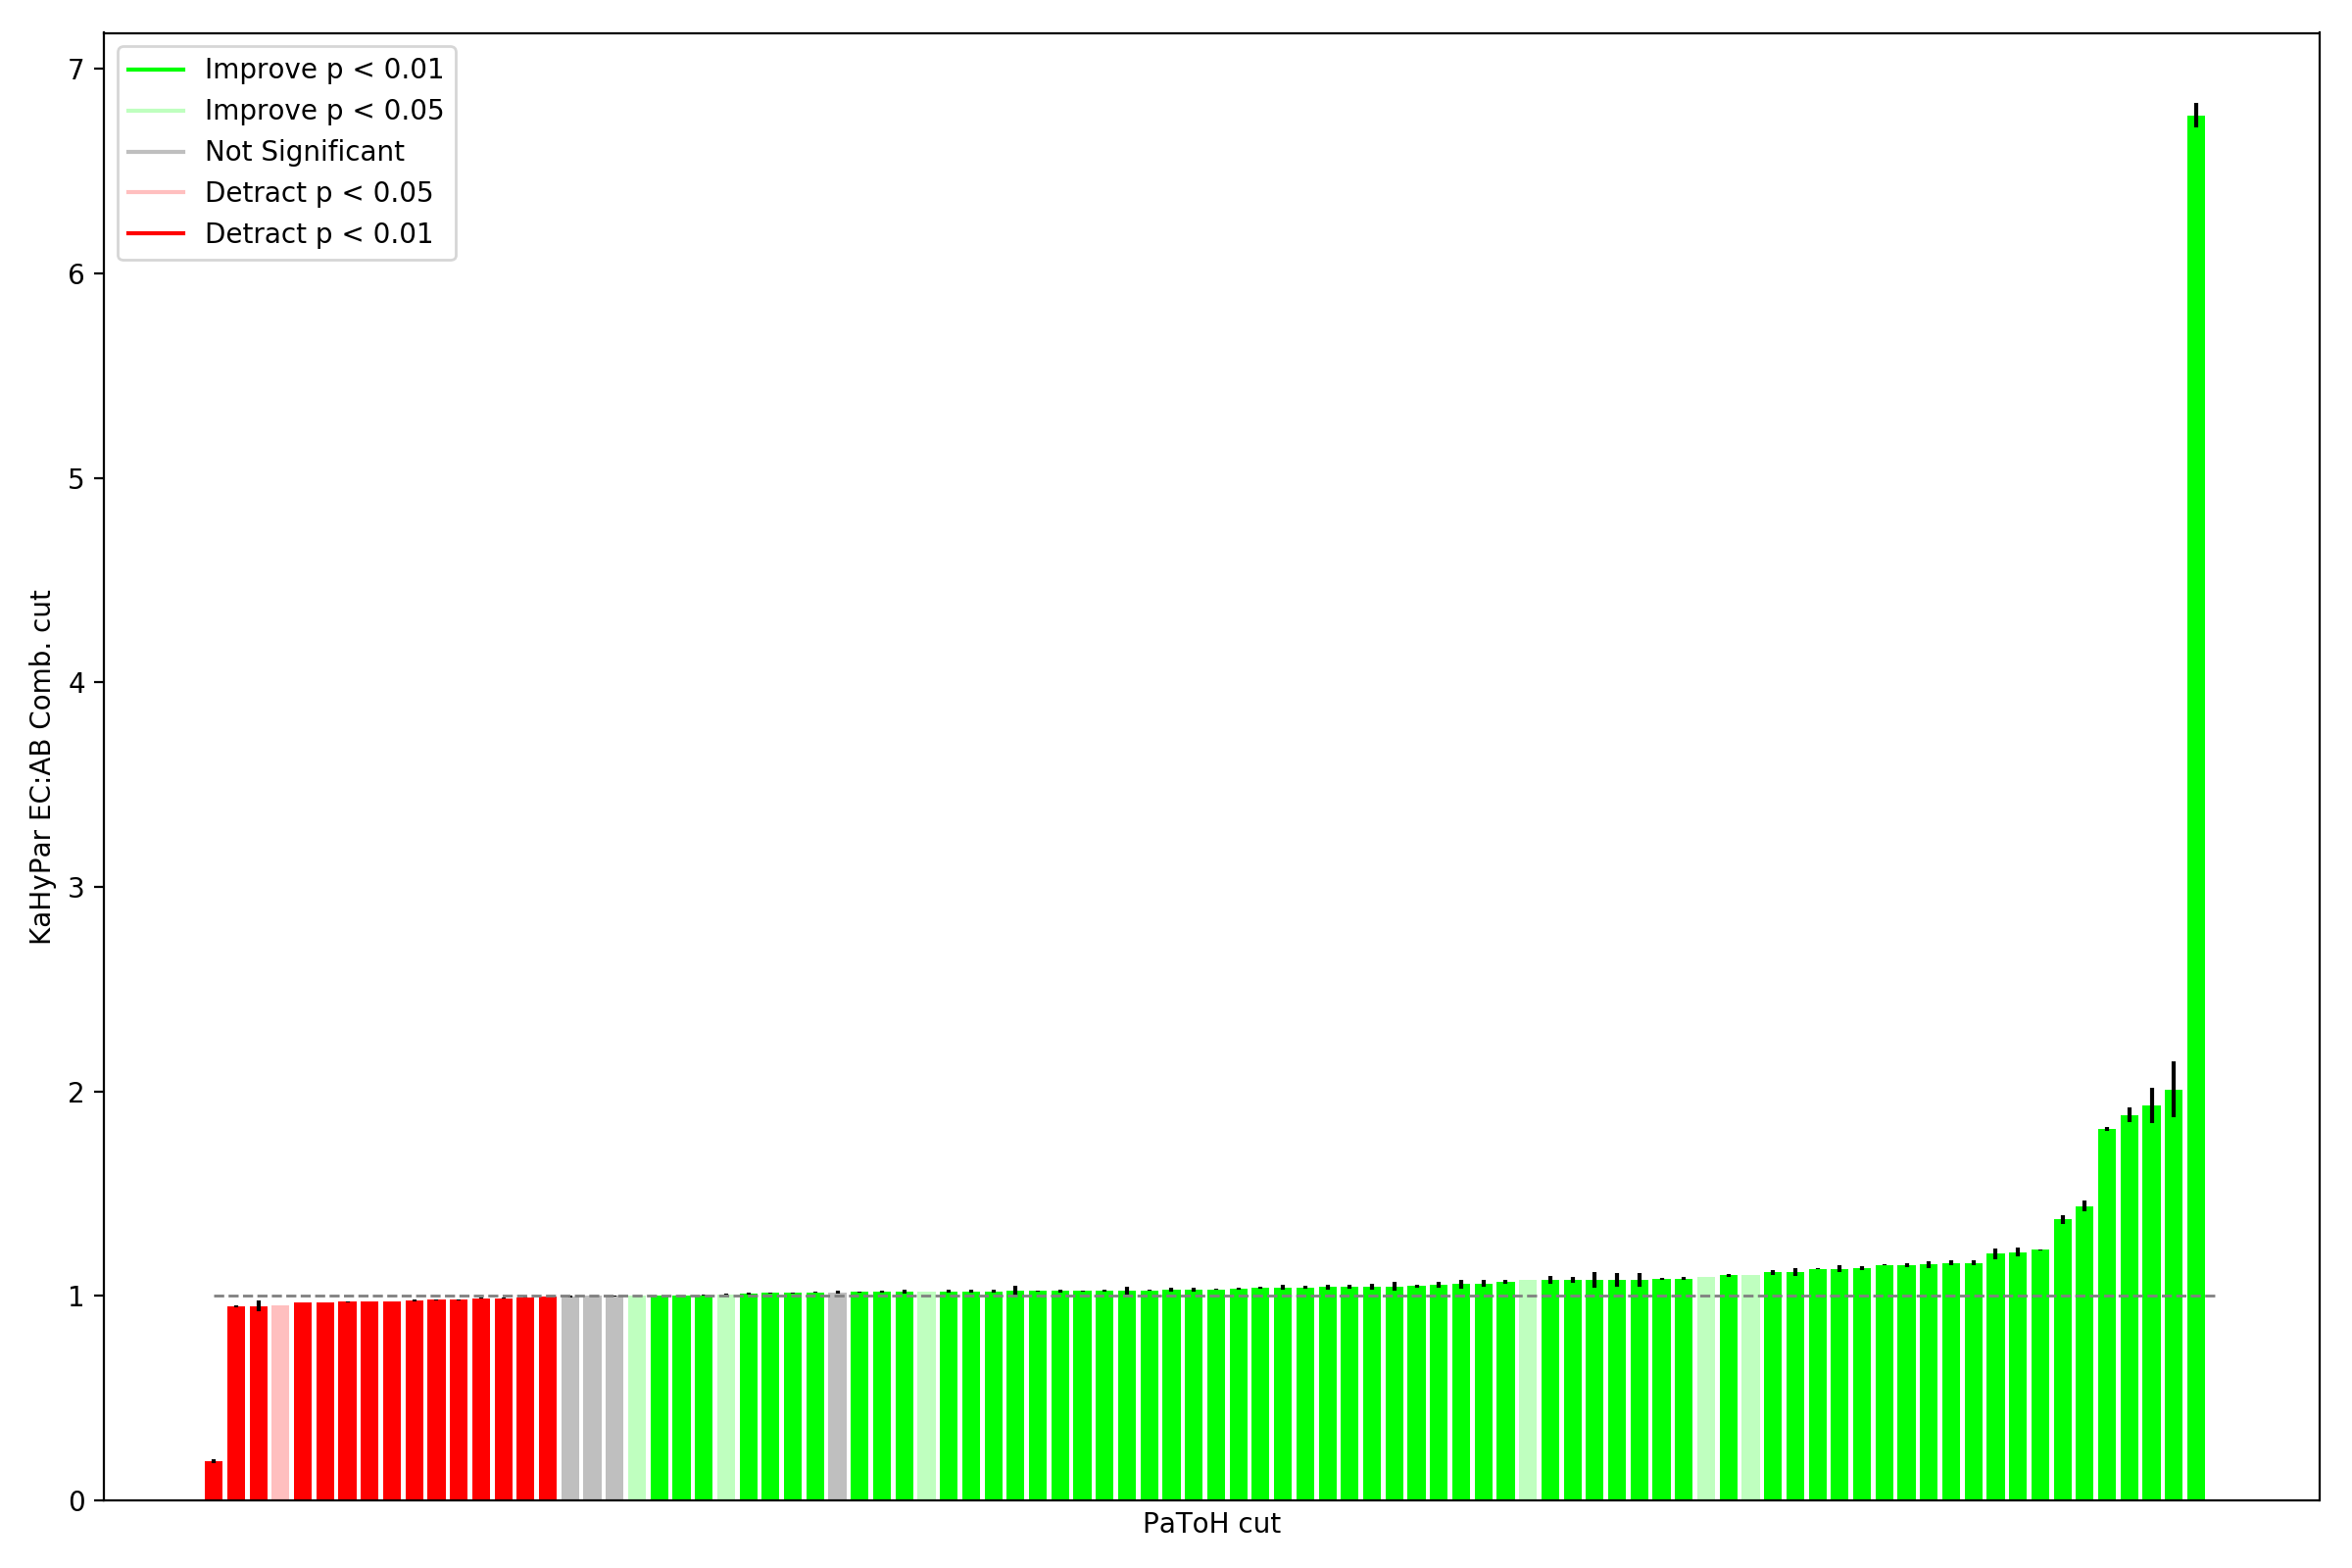 7
6
5
4
3
2
1
0
KaHyPar EC:AB Comb. cut
Improve p < 0.01
Improve p < 0.05
Not Significant
Detract p < 0.05
Detract p < 0.01
PaToH cut